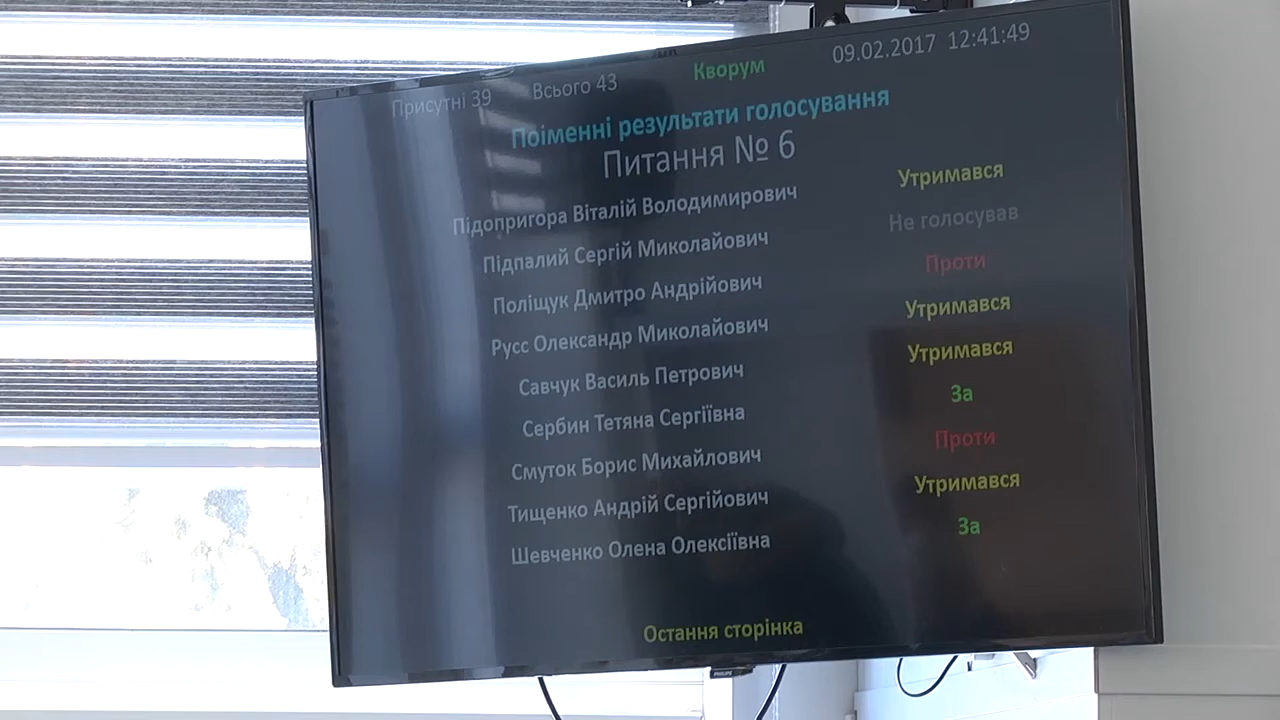 Присутні 39 Всього 43 Кворум 09.02.2017 12:41:49
Поіменні результати голосування
Питання № 6
Підопригора Віталій Володимирович Утримався
Підпалий Сергій Миколайович Не голосував
Поліщук Дмитро Андрійович Проти
Русс Олександр Миколайович Утримався
Савчук Василь Петрович Утримався
Сербин Тетяна Сергіївна За
Смуток Борис Михайлович Проти
Тищенко Андрій Сергійович Утримався
Шевченко Олена Олексіївна За
Остання сторінка
PHILIPS